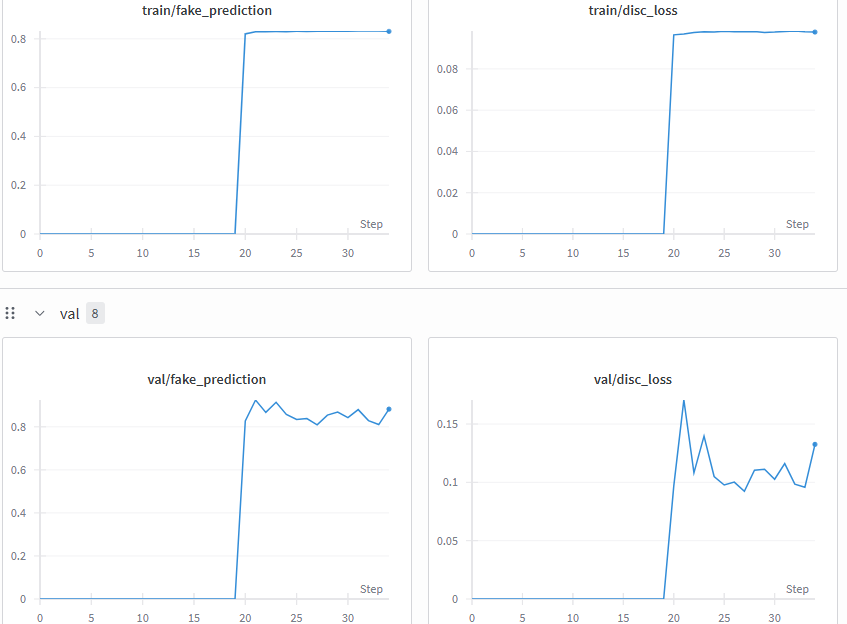 train/fake_prediction
0.8
0.6
0.4
0.2
0
Step
0 5 10 15 20 25 30
train/disc_loss
0.08
0.06
0.04
0.02
0
Step
0 5 10 15 20 25 30
val 8
val/fake_prediction
0.8
0.6
0.4
0.2
0
Step
0 5 10 15 20 25 30
val/disc_loss
0.15
0.1
0.05
0
Step
0 5 10 15 20 25 30